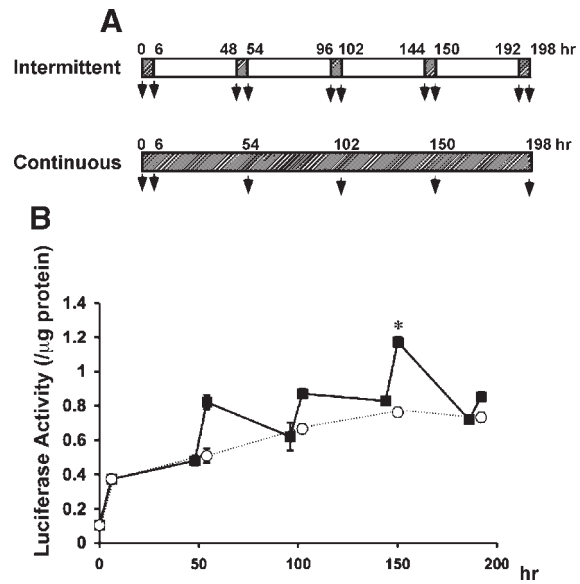 A
0 6 48 54 96 102 144 150 192 198 hr
Intermittent
0 6 54 102 150 198 hr
Continuous
B
Luciferase Activity (/μg protein)
1.4
1.2
1
0.8
0.6
0.4
0.2
0
*
0 50 100 150 200
hr